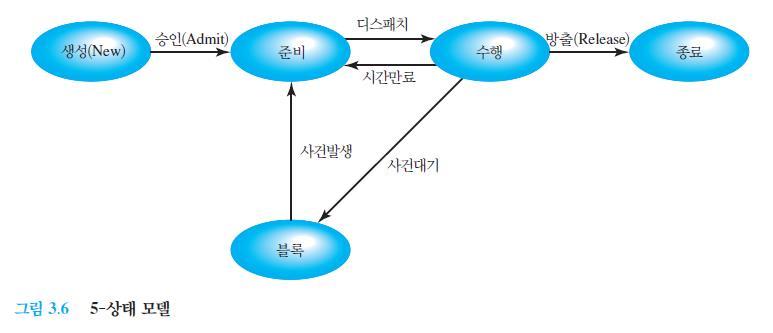 디스패치
생성(New)
승인(Admit)
준비
수행
방출(Release)
종료
시간만료
사건발생
사건대기
블록
그림 3.6 5-상태 모델